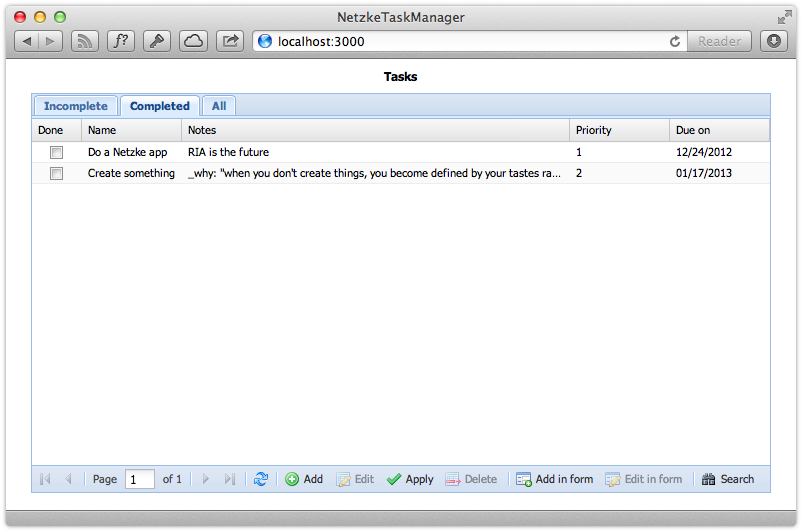 NetzkeTaskManager
f?
localhost:3000
Reader
Tasks
Incomplete Completed All
Done Name Notes Priority Due on
Do a Netzke app RIA is the future 1 12/24/2012
Create something _why: "when you don't create things, you become defined by your tastes ra... 2 01/17/2013
Page 1 of 1 Add Edit Apply Delete Add in form Edit in form Search